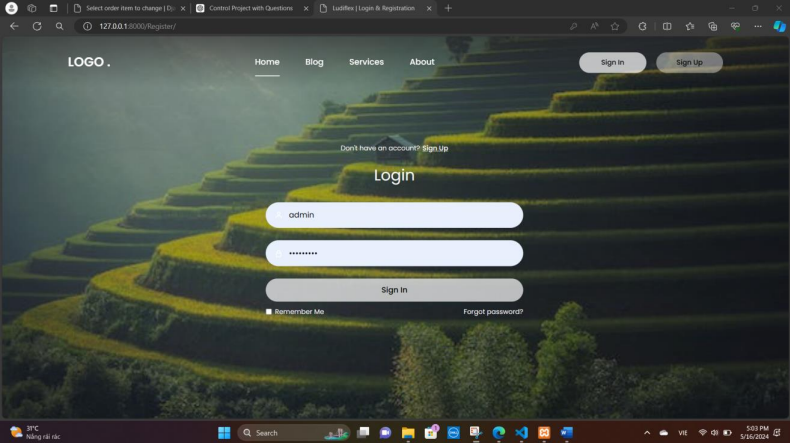 Select order item to change | Dja
Control Project with Questions
Ludiflex | Login & Registration
127.0.0.1:8000/Register/
LOGO .
Home
Blog
Services
About
Sign In
Sign Up
Don't have an account? Sign Up
Login
admin
•••••••••
Sign In
Remember Me
Forgot password?
31°C
Nắng rải rác
Search
VIE
5:03 PM
5/16/2024